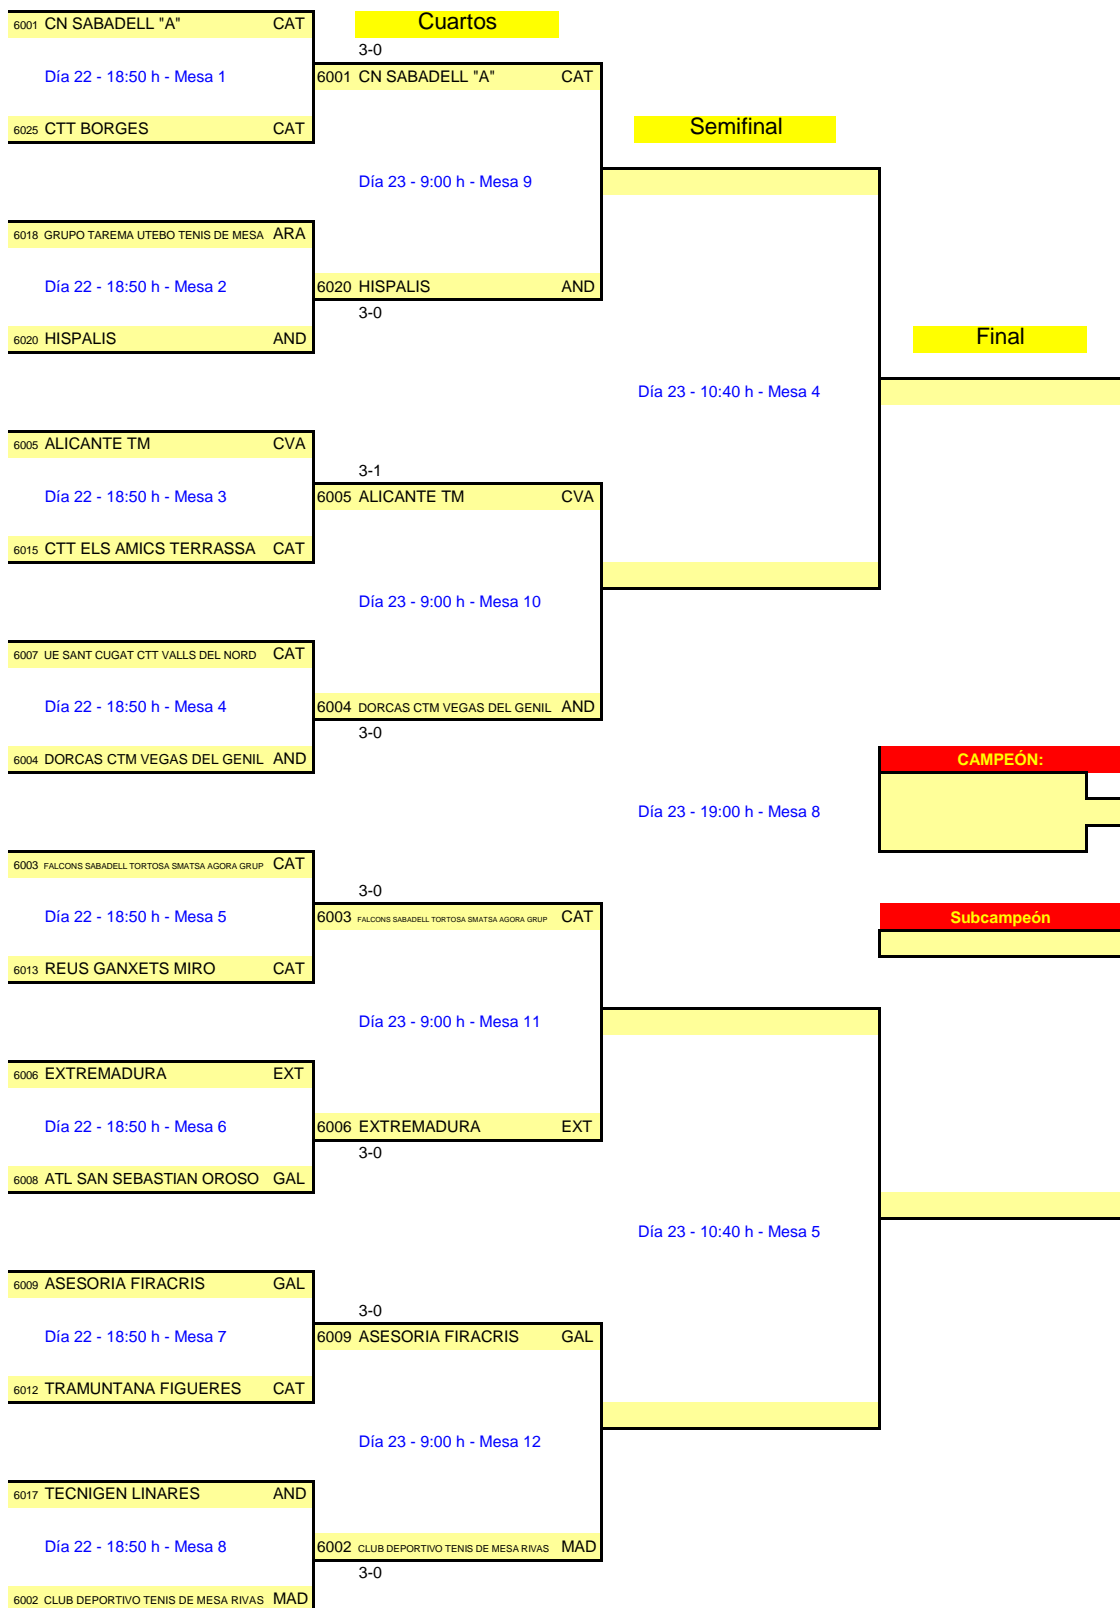 6001 CN SABADELL "A" CAT
Cuartos
3-0
Día 22 - 18:50 h - Mesa 1
6001 CN SABADELL "A" CAT
6025 CTT BORGES CAT
Semifinal
Día 23 - 9:00 h - Mesa 9
6018 GRUPO TAREMA UTEBO TENIS DE MESA ARA
Día 22 - 18:50 h - Mesa 2
6020 HISPALIS AND
3-0
6020 HISPALIS AND
Final
Día 23 - 10:40 h - Mesa 4
6005 ALICANTE TM CVA
3-1
Día 22 - 18:50 h - Mesa 3
6005 ALICANTE TM CVA
6015 CTT ELS AMICS TERRASSA CAT
Día 23 - 9:00 h - Mesa 10
6007 UE SANT CUGAT CTT VALLS DEL NORD CAT
Día 22 - 18:50 h - Mesa 4
6004 DORCAS CTM VEGAS DEL GENIL AND
3-0
6004 DORCAS CTM VEGAS DEL GENIL AND
CAMPEÓN:
Día 23 - 19:00 h - Mesa 8
6003 FALCONS SABADELL TORTOSA SMATSA AGORA GRUP CAT
3-0
Día 22 - 18:50 h - Mesa 5
6003 FALCONS SABADELL TORTOSA SMATSA AGORA GRUP CAT
Subcampeón
6013 REUS GANXETS MIRO CAT
Día 23 - 9:00 h - Mesa 11
6006 EXTREMADURA EXT
Día 22 - 18:50 h - Mesa 6
6006 EXTREMADURA EXT
3-0
6008 ATL SAN SEBASTIAN OROSO GAL
Día 23 - 10:40 h - Mesa 5
6009 ASESORIA FIRACRIS GAL
3-0
Día 22 - 18:50 h - Mesa 7
6009 ASESORIA FIRACRIS GAL
6012 TRAMUNTANA FIGUERES CAT
Día 23 - 9:00 h - Mesa 12
6017 TECNIGEN LINARES AND
Día 22 - 18:50 h - Mesa 8
6002 CLUB DEPORTIVO TENIS DE MESA RIVAS MAD
3-0
6002 CLUB DEPORTIVO TENIS DE MESA RIVAS MAD